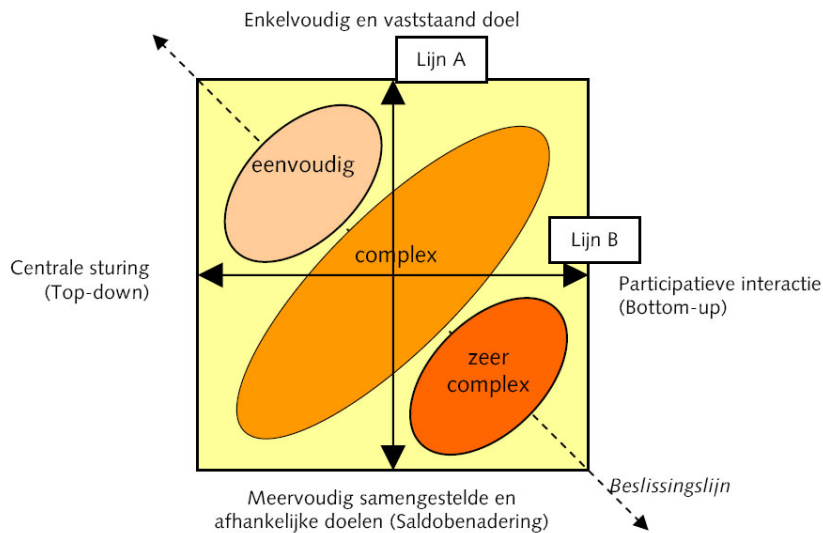 Enkelvoudig en vaststaand doel
Lijn A
eenvoudig
Lijn B
complex
Centrale sturing
(Top-down)
Participatieve interactie
(Bottom-up)
zeer
complex
Beslissingslijn
Meervoudig samengestelde en
afhankelijke doelen (Saldobenadering)